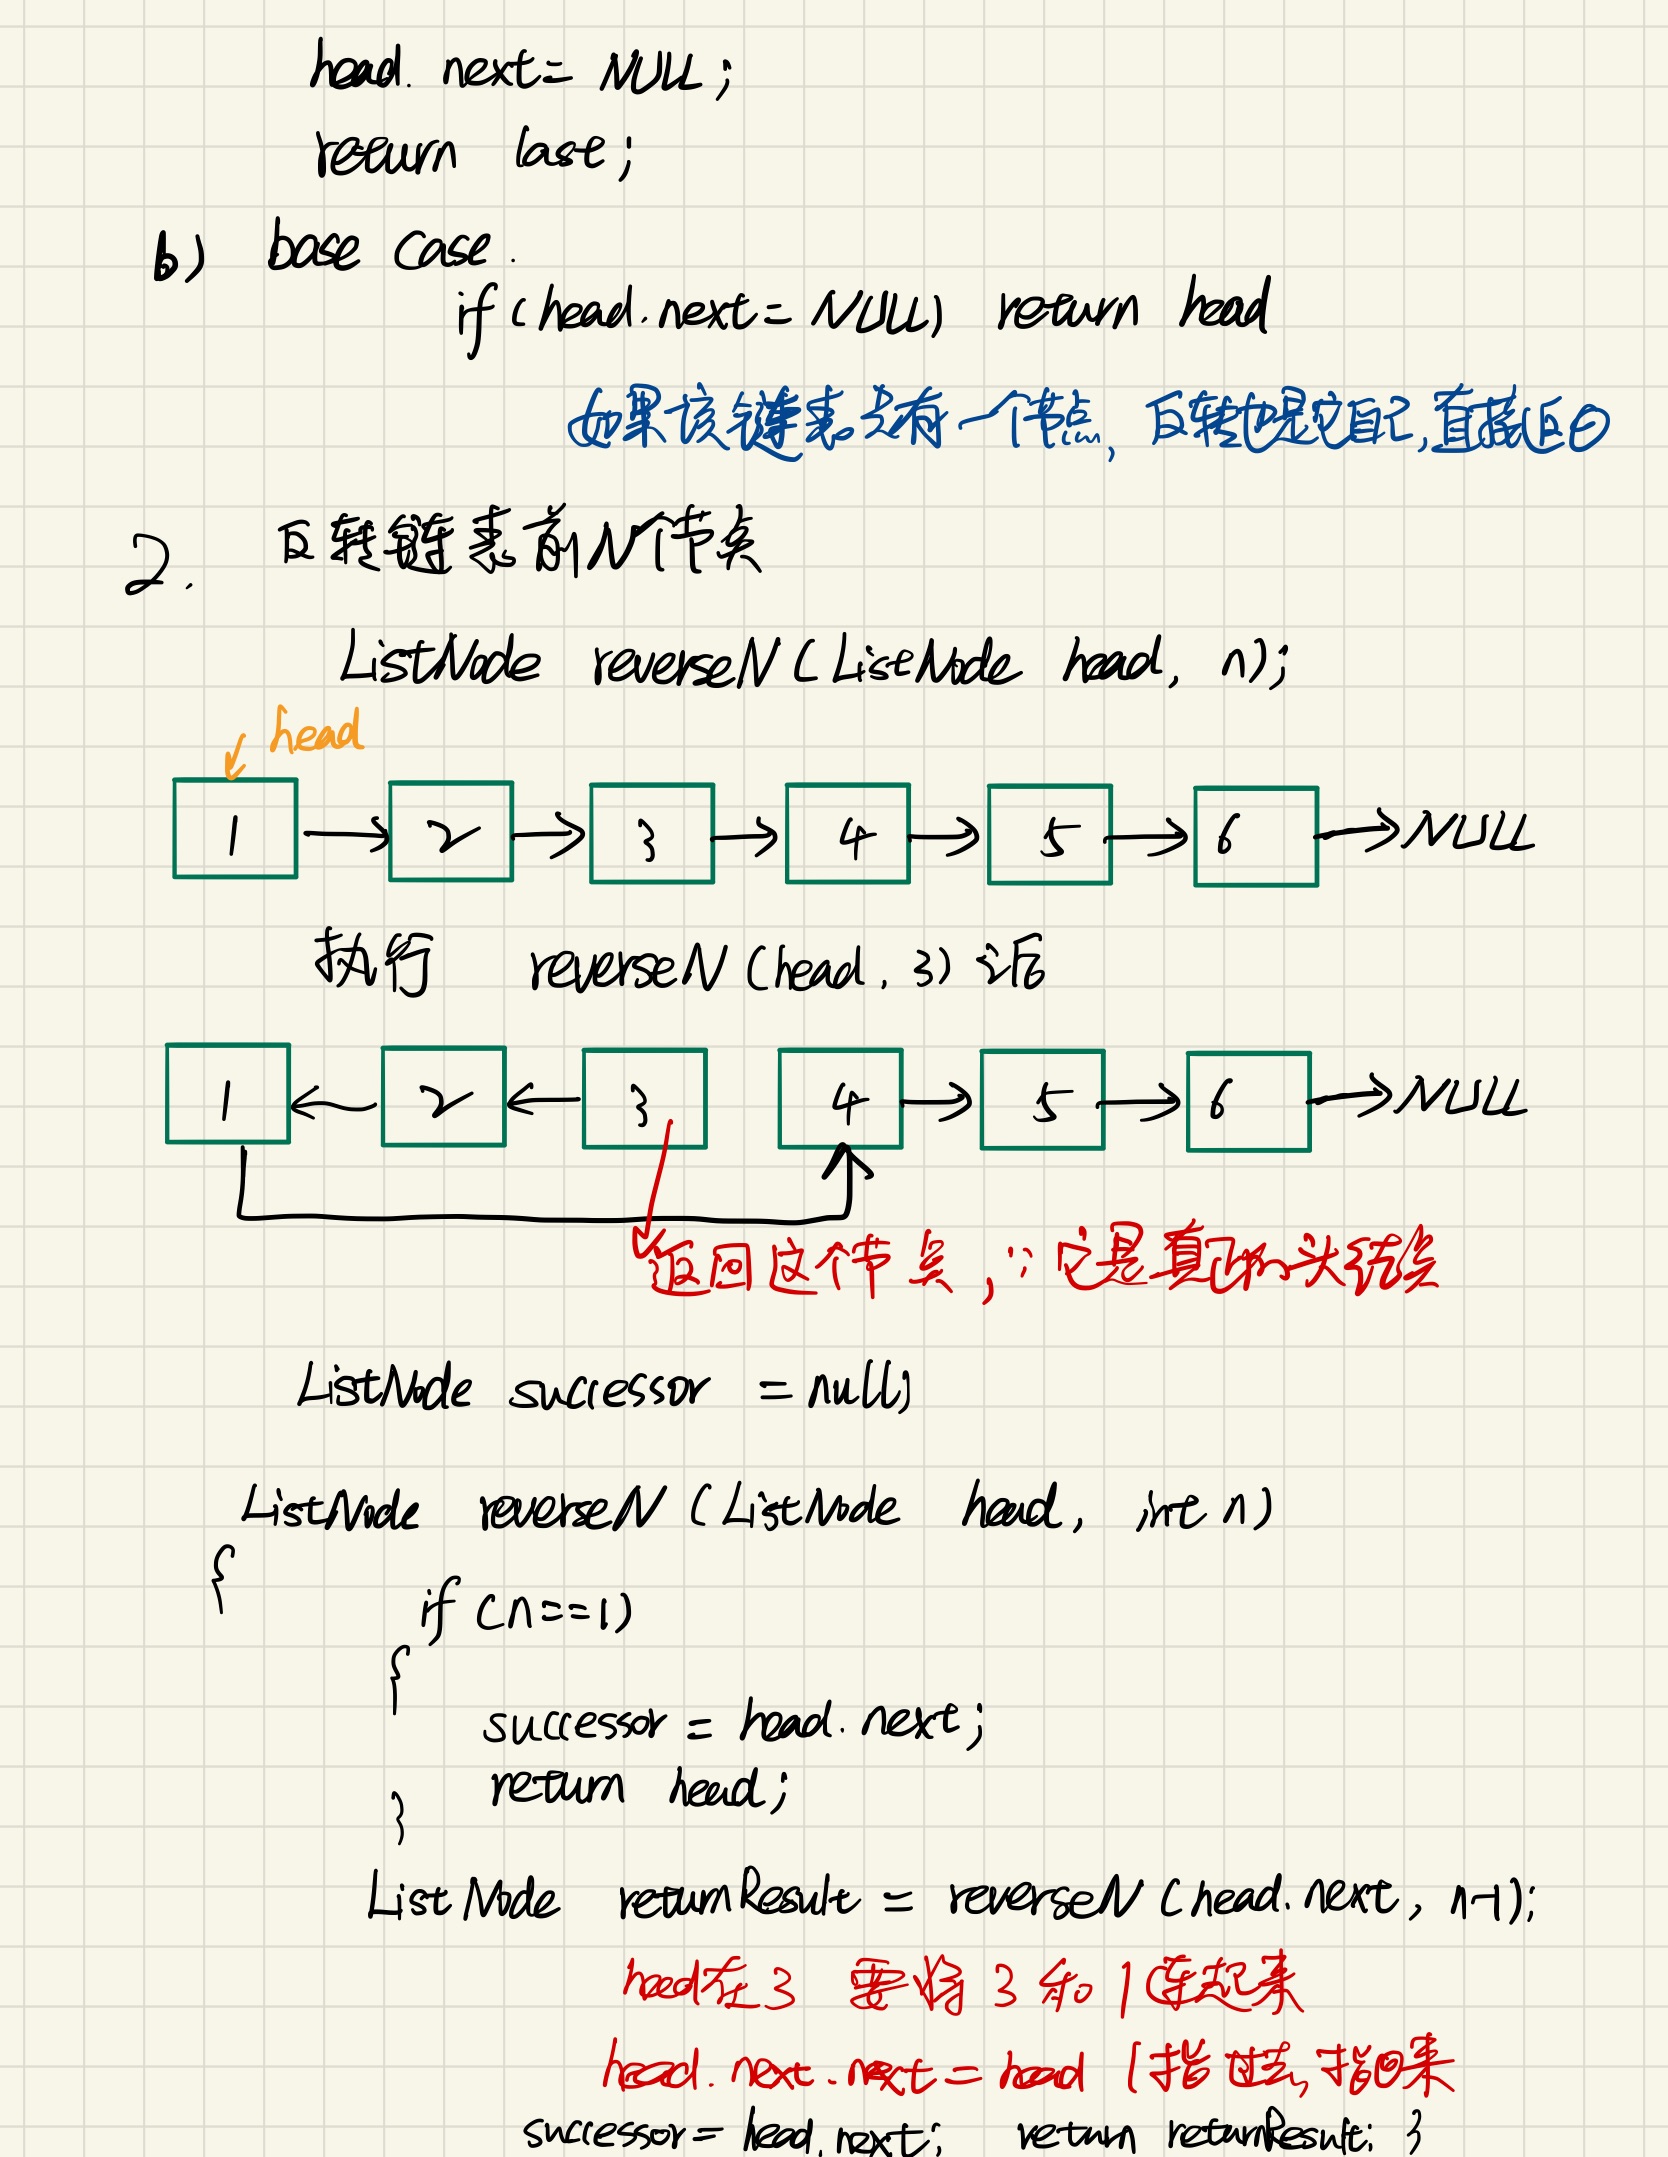 head. next = NULL;
return last;
b) base case.
if (head.next = NULL) return head
如果该链表只有一个节点, 反转也是它自己,直接返回
2. 反转链表前N个节点
ListNode reverseN (ListNode head, n);
head
1 2 3 4 5 6 NULL
执行 reverseN (head, 3) 之后
1 2 3 4 5 6 NULL
返回这个节点, ∵它是真正的头结点
ListNode successor = null;
ListNode reverseN (ListNode head, int n)
{
if (n==1)
{
successor = head.next;
return head;
}
ListNode returnResult = reverseN (head.next, n-1);
head在3 要将3和1连起来
head.next.next = head 1指过去,指回来
successor = head.next; return returnResult; }